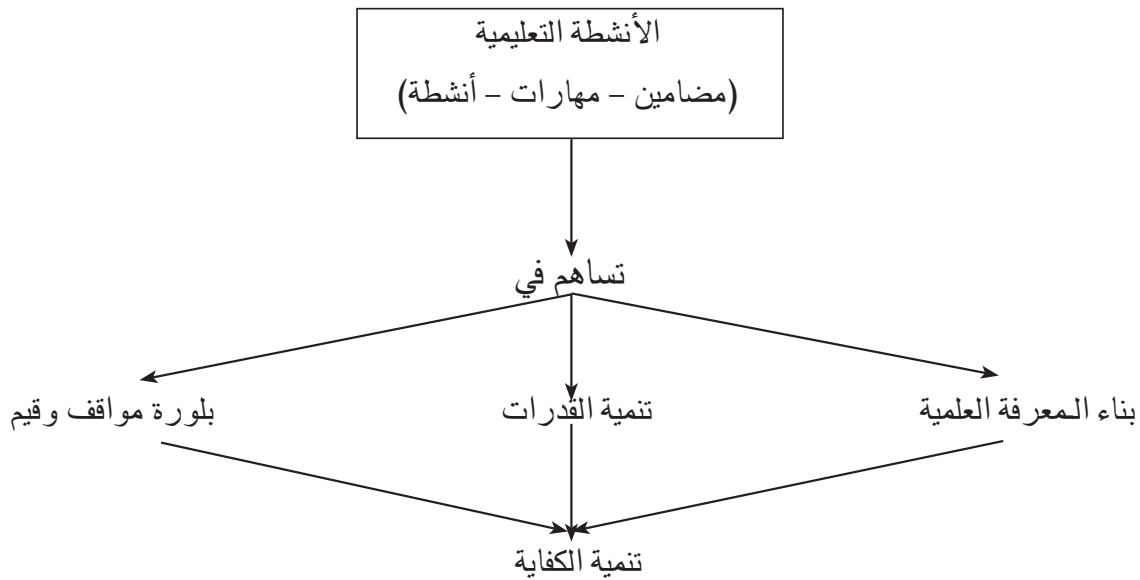 الأنشطة التعليمية
(مضامين – مهارات – أنشطة)
تساهم في
بناء المعرفة العلمية
تنمية القدرات
بلورة مواقف وقيم
تنمية الكفاية